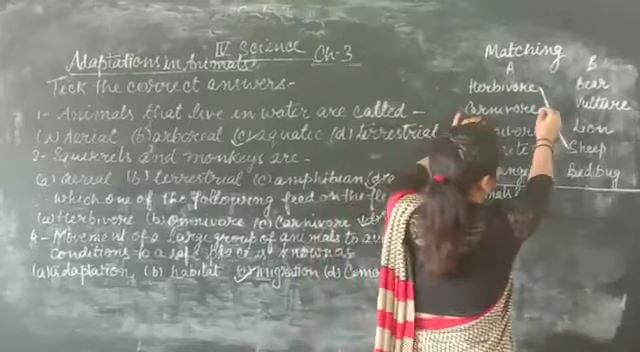 IV Science Ch-3
Adaptations in Animals
Tick the correct answers-
1- Animals that live in water are called-
(a) Aerial (b) arboreal (c) aquatic (d) terrestrial
2- Squirrels and monkeys are-
(a) aerial (b) terrestrial (c) amphibian (d)
which one of the following feed on the
(a) Herbivore (b) omnivore (c) Carnivore
4- Movement of a large group of animals to
conditions to a safe place is known as
(a) adaptation (b) habitat (c) migration (d)
Matching
A B
Herbivore Bear
Carnivore Vulture
Lion
Sheep
Bedbug